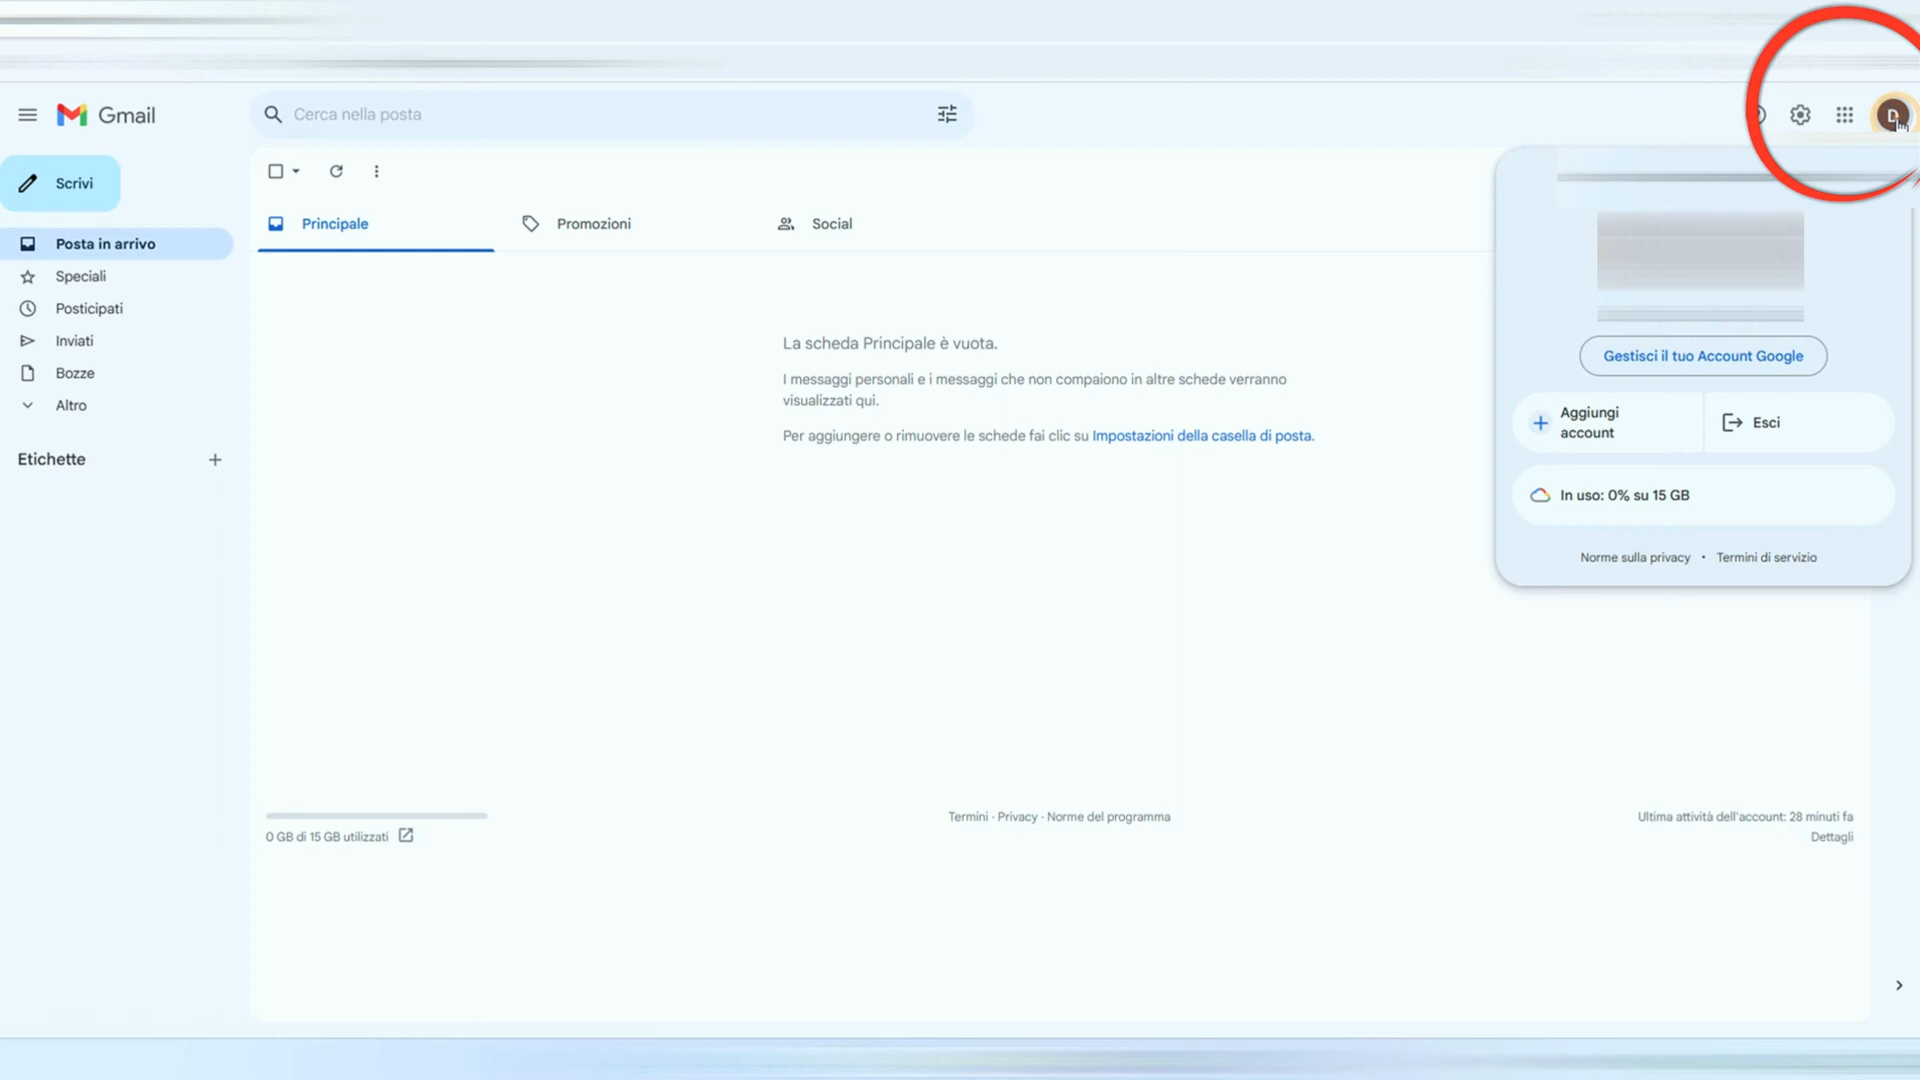 Gmail
Cerca nella posta
D
Scrivi
Posta in arrivo
Speciali
Posticipati
Inviati
Bozze
Altro
Etichette
Principale
Promozioni
Social
La scheda Principale è vuota.
I messaggi personali e i messaggi che non compaiono in altre schede verranno
visualizzati qui.
Per aggiungere o rimuovere le schede fai clic su Impostazioni della casella di posta.
Gestisci il tuo Account Google
Aggiungi
account
Esci
In uso: 0% su 15 GB
Norme sulla privacy • Termini di servizio
0 GB di 15 GB utilizzati
Termini · Privacy · Norme del programma
Ultima attività dell'account: 28 minuti fa
Dettagli